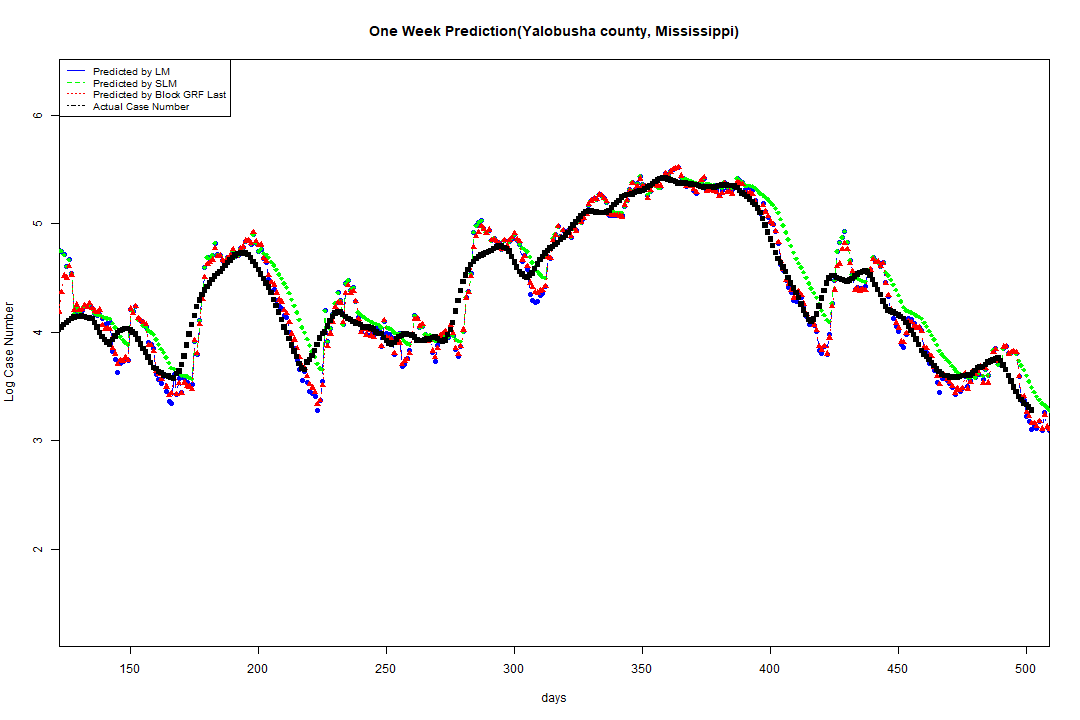 One Week Prediction(Yalobusha county, Mississippi)
Predicted by LM
Predicted by SLM
Predicted by Block GRF Last
Actual Case Number
6
5
4
3
2
Log Case Number
150 200 250 300 350 400 450 500
days